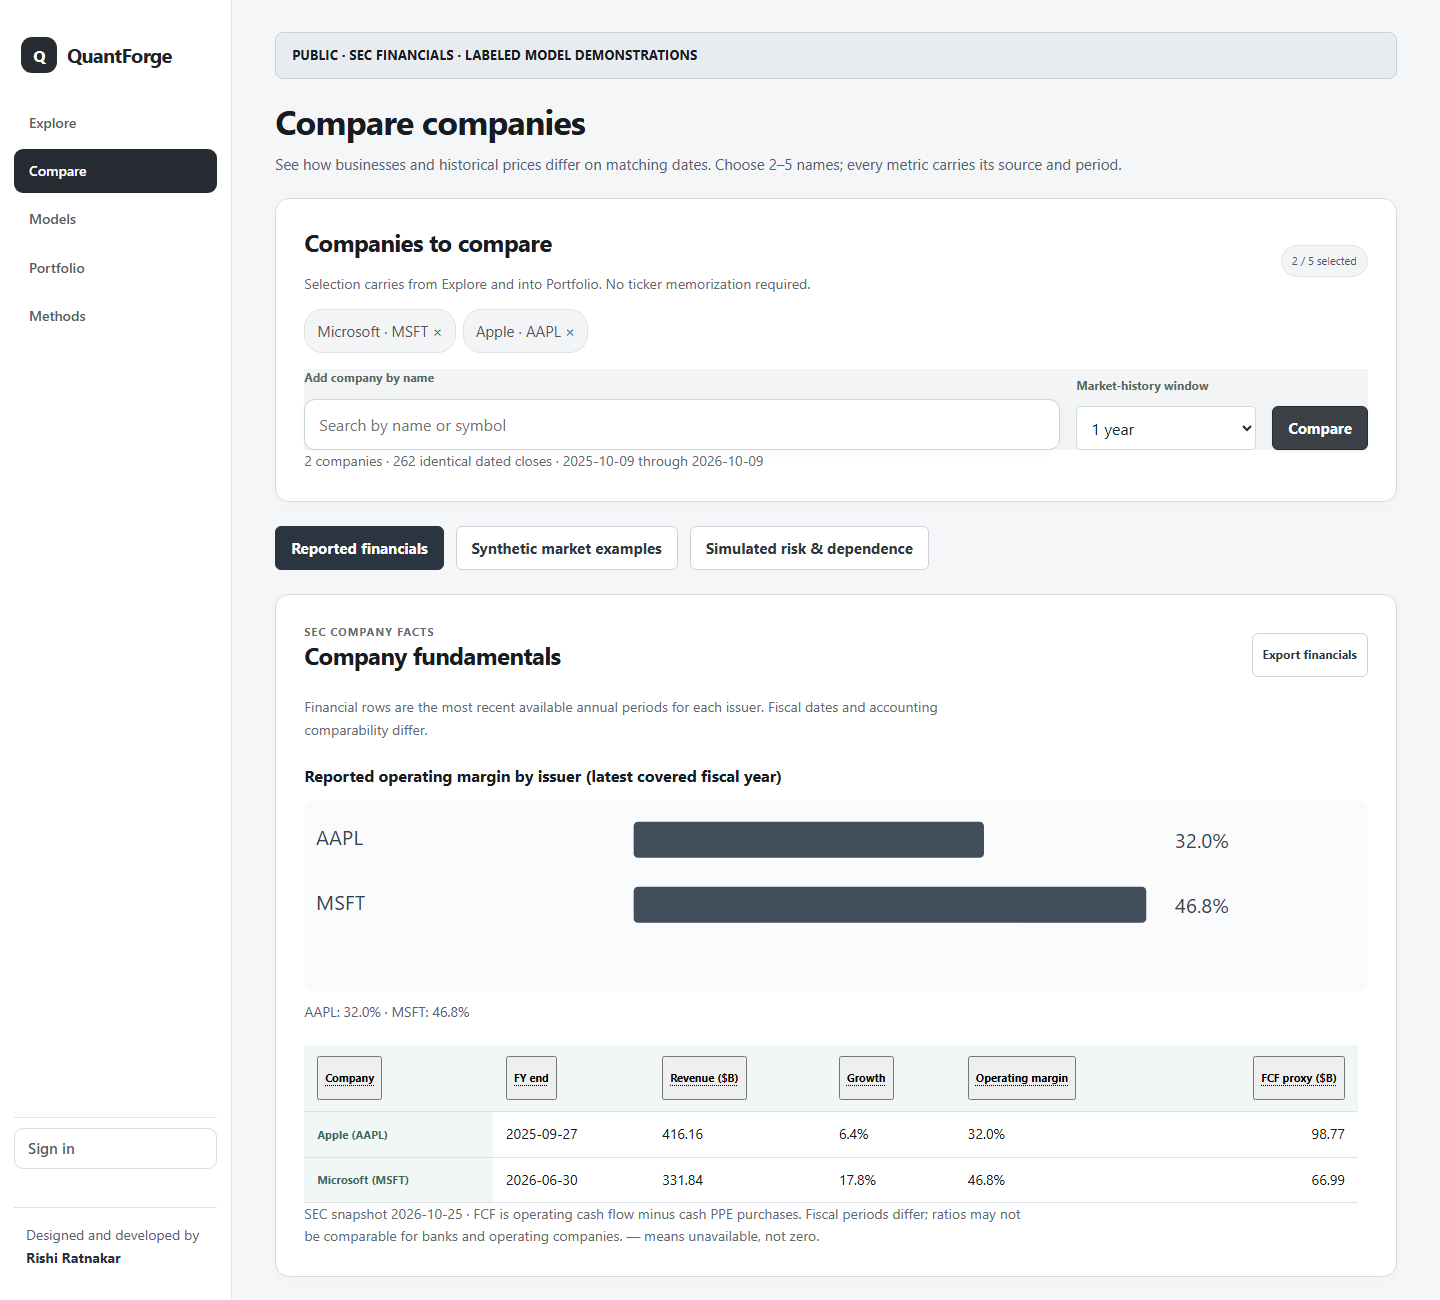 Q QuantForge
Explore
Compare
Models
Portfolio
Methods
Sign in
Designed and developed by
Rishi Ratnakar
PUBLIC · SEC FINANCIALS · LABELED MODEL DEMONSTRATIONS
Compare companies
See how businesses and historical prices differ on matching dates. Choose 2–5 names; every metric carries its source and period.
Companies to compare
2 / 5 selected
Selection carries from Explore and into Portfolio. No ticker memorization required.
Microsoft · MSFT × Apple · AAPL ×
Add company by name
Market-history window
Search by name or symbol
1 year
Compare
2 companies · 262 identical dated closes · 2025-10-09 through 2026-10-09
Reported financials Synthetic market examples Simulated risk & dependence
SEC COMPANY FACTS
Company fundamentals
Export financials
Financial rows are the most recent available annual periods for each issuer. Fiscal dates and accounting
comparability differ.
Reported operating margin by issuer (latest covered fiscal year)
AAPL 32.0%
MSFT 46.8%
AAPL: 32.0% · MSFT: 46.8%
Company FY end Revenue ($B) Growth Operating margin FCF proxy ($B)
Apple (AAPL) 2025-09-27 416.16 6.4% 32.0% 98.77
Microsoft (MSFT) 2026-06-30 331.84 17.8% 46.8% 66.99
SEC snapshot 2026-10-25 · FCF is operating cash flow minus cash PPE purchases. Fiscal periods differ; ratios may not
be comparable for banks and operating companies. — means unavailable, not zero.